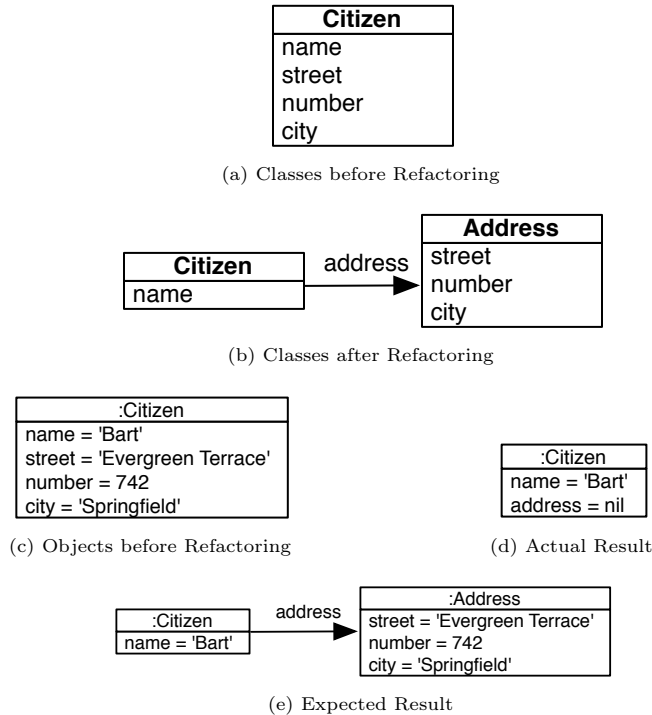 Citizen
name
street
number
city
(a) Classes before Refactoring
Citizen
name
address
Address
street
number
city
(b) Classes after Refactoring
:Citizen
name = 'Bart'
street = 'Evergreen Terrace'
number = 742
city = 'Springfield'
(c) Objects before Refactoring
:Citizen
name = 'Bart'
address = nil
(d) Actual Result
:Citizen
name = 'Bart'
address
:Address
street = 'Evergreen Terrace'
number = 742
city = 'Springfield'
(e) Expected Result